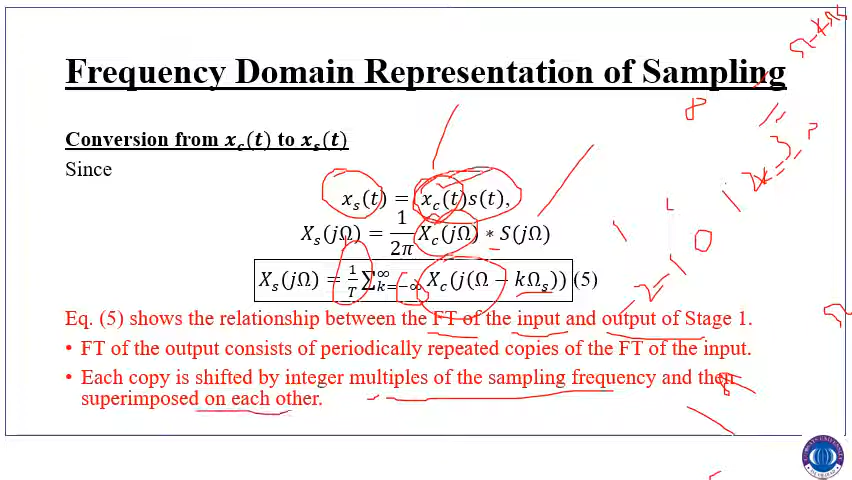 Frequency Domain Representation of Sampling
Conversion from x_c(t) to x_s(t)
Since
x_s(t) = x_c(t)s(t),
X_s(jΩ) = 1/2π X_c(jΩ) ∗ S(jΩ)
X_s(jΩ) = 1/T ∑_{k=−∞}^{∞} X_c(j(Ω − kΩ_s)) (5)
Eq. (5) shows the relationship between the FT of the input and output of Stage 1.
• FT of the output consists of periodically repeated copies of the FT of the input.
• Each copy is shifted by integer multiples of the sampling frequency and then
superimposed on each other.